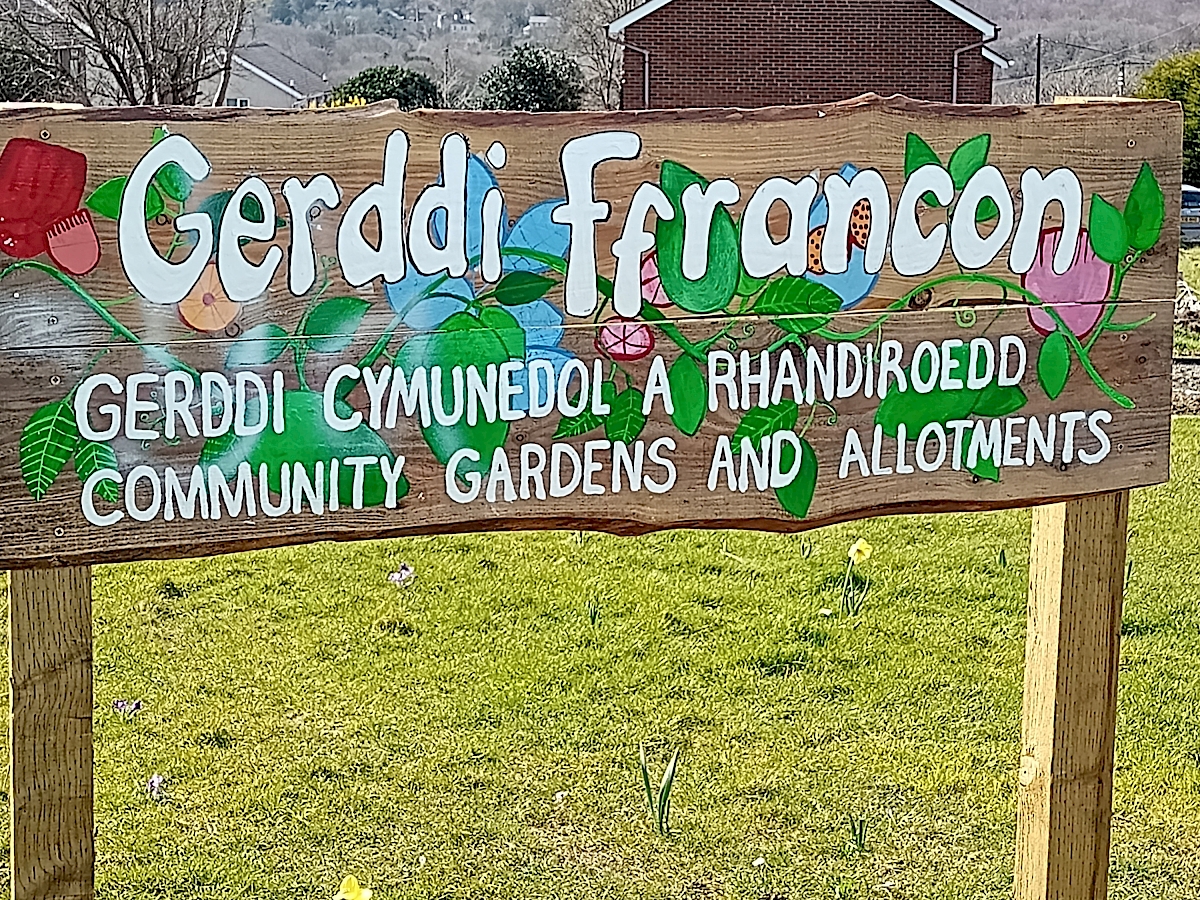 Gerddi Ffrancon
GERDDI CYMUNEDOL A RHANDIROEDD
COMMUNITY GARDENS AND ALLOTMENTS